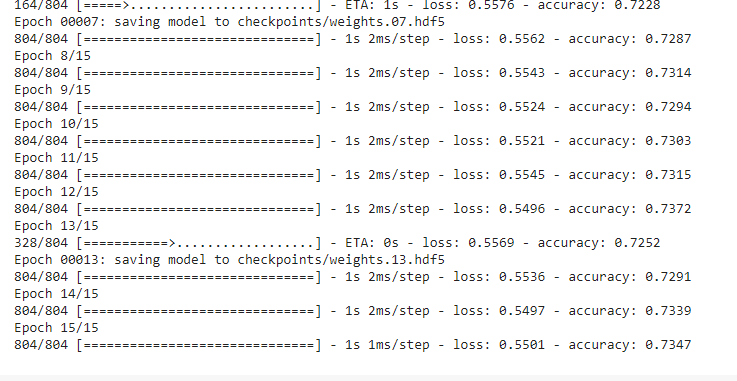 164/804 [=====>........................] - ETA: 1s - loss: 0.5576 - accuracy: 0.7228
Epoch 00007: saving model to checkpoints/weights.07.hdf5
804/804 [==============================] - 1s 2ms/step - loss: 0.5562 - accuracy: 0.7287
Epoch 8/15
804/804 [==============================] - 1s 2ms/step - loss: 0.5543 - accuracy: 0.7314
Epoch 9/15
804/804 [==============================] - 1s 2ms/step - loss: 0.5524 - accuracy: 0.7294
Epoch 10/15
804/804 [==============================] - 1s 2ms/step - loss: 0.5521 - accuracy: 0.7303
Epoch 11/15
804/804 [==============================] - 1s 2ms/step - loss: 0.5545 - accuracy: 0.7315
Epoch 12/15
804/804 [==============================] - 1s 2ms/step - loss: 0.5496 - accuracy: 0.7372
Epoch 13/15
328/804 [===========>..................] - ETA: 0s - loss: 0.5569 - accuracy: 0.7252
Epoch 00013: saving model to checkpoints/weights.13.hdf5
804/804 [==============================] - 1s 2ms/step - loss: 0.5536 - accuracy: 0.7291
Epoch 14/15
804/804 [==============================] - 1s 2ms/step - loss: 0.5497 - accuracy: 0.7339
Epoch 15/15
804/804 [==============================] - 1s 1ms/step - loss: 0.5501 - accuracy: 0.7347